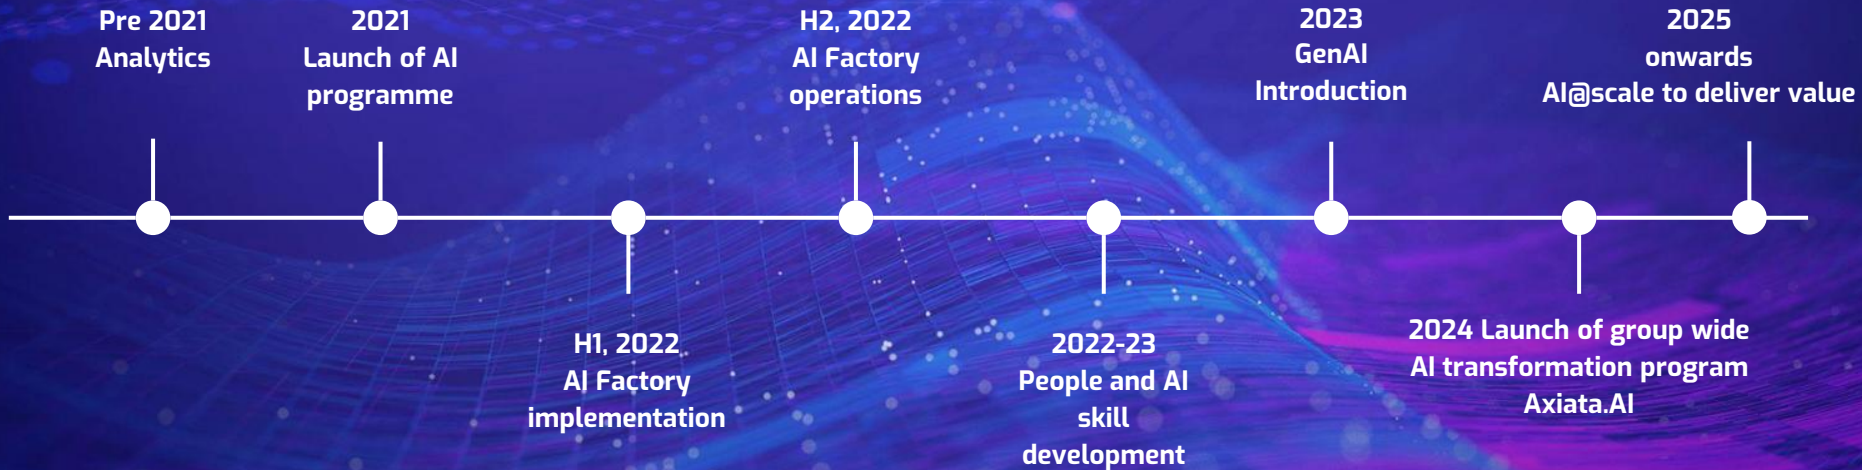 Pre 2021
Analytics
2021
Launch of AI
programme
H1, 2022
AI Factory
implementation
H2, 2022
AI Factory
operations
2022-23
People and AI
skill
development
2023
GenAI
Introduction
2024 Launch of group wide
AI transformation program
Axiata.AI
2025
onwards
AI@scale to deliver value